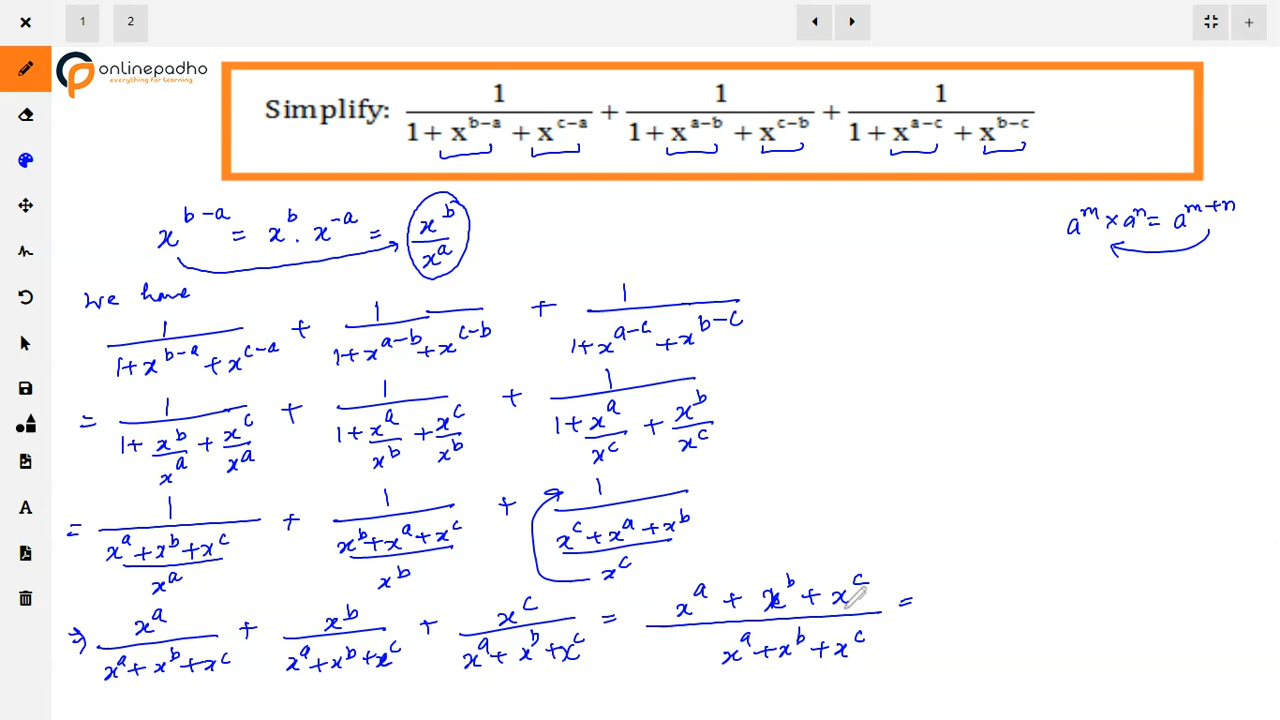 1 2
onlinepadho
everything for learning
Simplify: 1/(1+x^(b−a)+x^(c−a)) + 1/(1+x^(a−b)+x^(c−b)) + 1/(1+x^(a−c)+x^(b−c))
x^(b−a) = x^b . x^(−a) = x^b/x^a
a^m × a^n = a^(m+n)
We have
1/(1+x^(b−a)+x^(c−a)) + 1/(1+x^(a−b)+x^(c−b)) + 1/(1+x^(a−c)+x^(b−c))
= 1/(1+x^b/x^a+x^c/x^a) + 1/(1+x^a/x^b+x^c/x^b) + 1/(1+x^a/x^c+x^b/x^c)
= 1/((x^a+x^b+x^c)/x^a) + 1/((x^b+x^a+x^c)/x^b) + 1/((x^c+x^a+x^b)/x^c)
⇒ x^a/(x^a+x^b+x^c) + x^b/(x^a+x^b+x^c) + x^c/(x^a+x^b+x^c) = (x^a+x^b+x^c)/(x^a+x^b+x^c) =
A